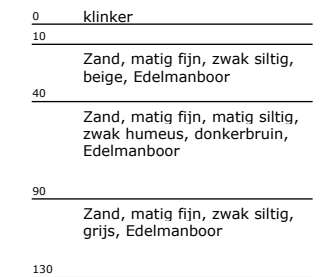 0 klinker
10
Zand, matig fijn, zwak siltig,
beige, Edelmanboor
40
Zand, matig fijn, matig siltig,
zwak humeus, donkerbruin,
Edelmanboor
90
Zand, matig fijn, zwak siltig,
grijs, Edelmanboor
130